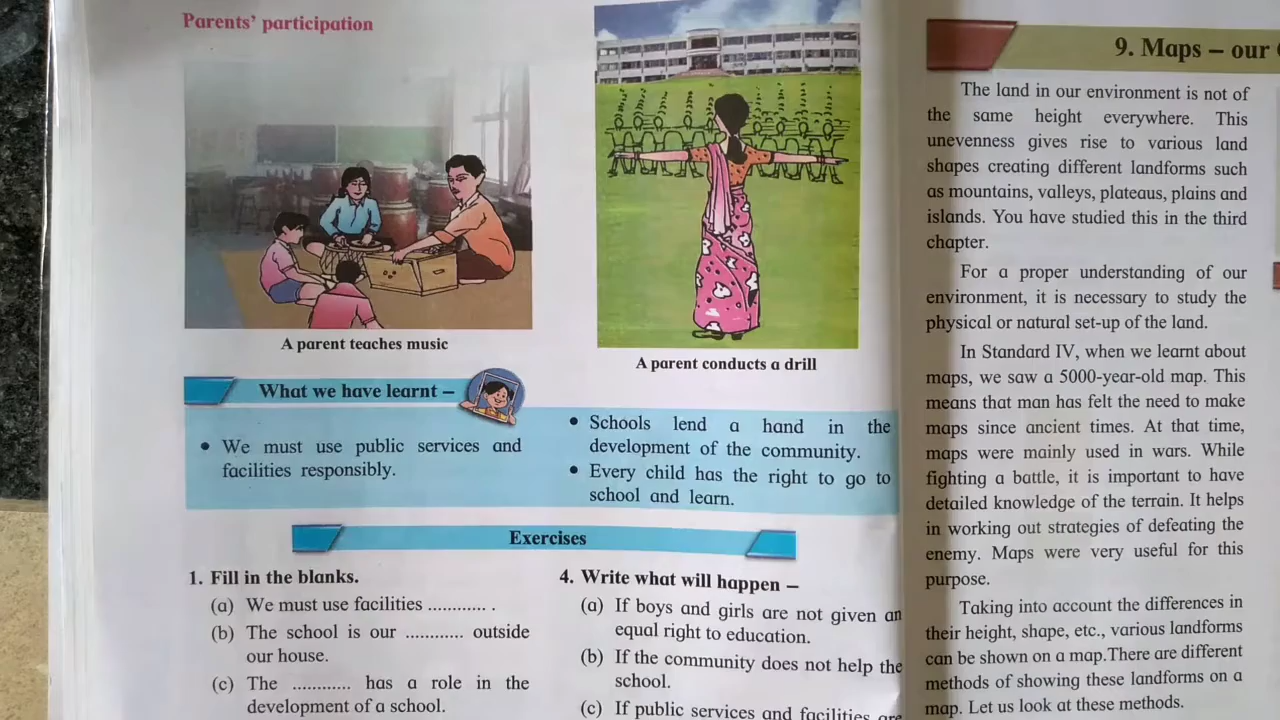 Parents' participation
A parent teaches music
A parent conducts a drill
What we have learnt –
• We must use public services and
facilities responsibly.
• Schools lend a hand in the
development of the community.
• Every child has the right to go to
school and learn.
Exercises
1. Fill in the blanks.
(a) We must use facilities ............ .
(b) The school is our ............ outside
our house.
(c) The ............ has a role in the
development of a school.
4. Write what will happen –
(a) If boys and girls are not given an
equal right to education.
(b) If the community does not help the
school.
(c) If public services and facilities are
9. Maps – our
The land in our environment is not of
the same height everywhere. This
unevenness gives rise to various land
shapes creating different landforms such
as mountains, valleys, plateaus, plains and
islands. You have studied this in the third
chapter.
For a proper understanding of our
environment, it is necessary to study the
physical or natural set-up of the land.
In Standard IV, when we learnt about
maps, we saw a 5000-year-old map. This
means that man has felt the need to make
maps since ancient times. At that time,
maps were mainly used in wars. While
fighting a battle, it is important to have
detailed knowledge of the terrain. It helps
in working out strategies of defeating the
enemy. Maps were very useful for this
purpose.
Taking into account the differences in
their height, shape, etc., various landforms
can be shown on a map.There are different
methods of showing these landforms on a
map. Let us look at these methods.